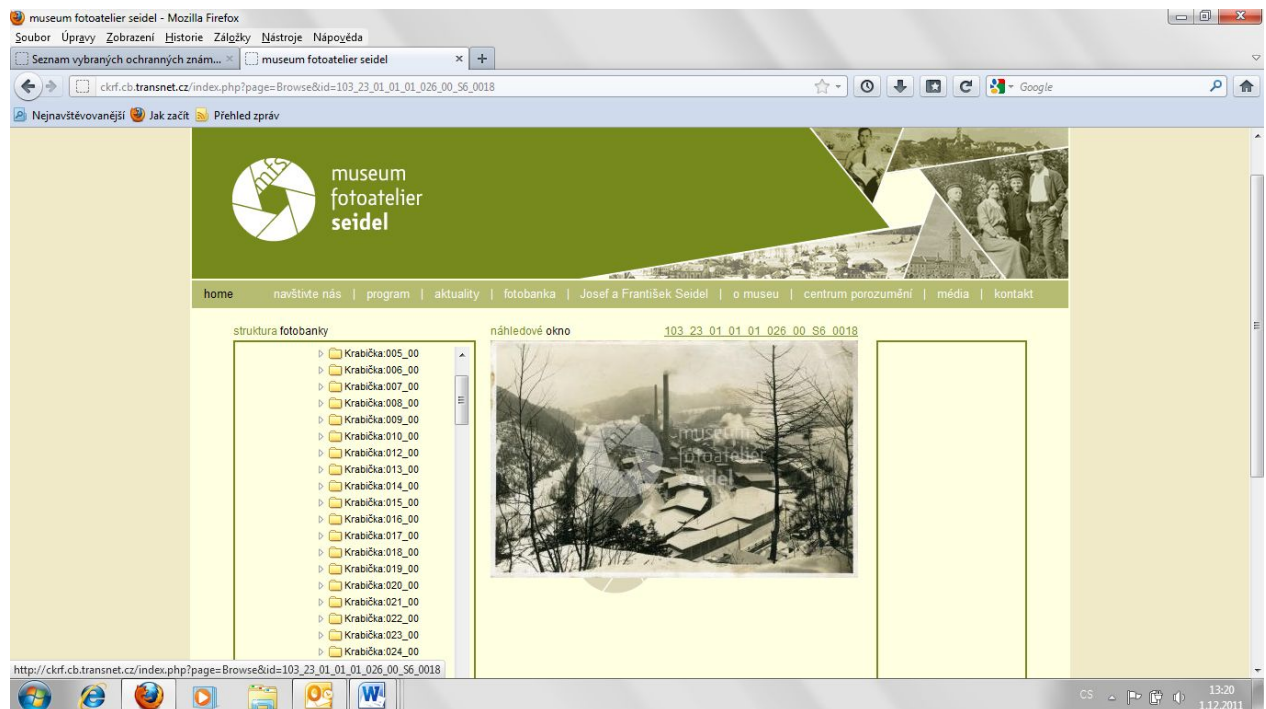 museum fotoatelier seidel - Mozilla Firefox
Soubor Úpravy Zobrazení Historie Záložky Nástroje Nápověda
Seznam vybraných ochranných znám... museum fotoatelier seidel
ckrf.cb.transnet.cz/index.php?page=Browse&id=103_23_01_01_01_026_00_S6_0018 Google
Nejnavštěvovanější Jak začít Přehled zpráv
mfs
museum
fotoatelier
seidel
home navštivte nás | program | aktuality | fotobanka | Josef a František Seidel | o museu | centrum porozumění | média | kontakt
struktura fotobanky
Krabička:005_00
Krabička:006_00
Krabička:007_00
Krabička:008_00
Krabička:009_00
Krabička:010_00
Krabička:012_00
Krabička:013_00
Krabička:014_00
Krabička:015_00
Krabička:016_00
Krabička:017_00
Krabička:018_00
Krabička:019_00
Krabička:020_00
Krabička:021_00
Krabička:022_00
Krabička:023_00
Krabička:024_00
náhledové okno 103_23_01_01_01_026_00_S6_0018
mfs
museum
fotoatelier
seidel
http://ckrf.cb.transnet.cz/index.php?page=Browse&id=103_23_01_01_01_026_00_S6_0018
CS 13:20
1.12.2011